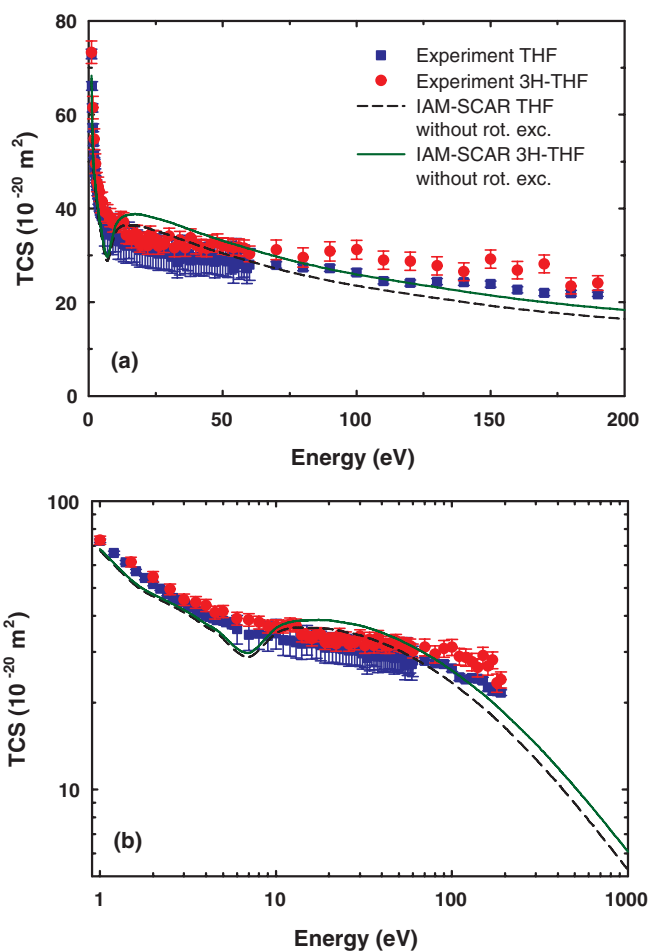 80
60
40
20
0
TCS (10⁻²⁰ m²)
Experiment THF
Experiment 3H-THF
IAM-SCAR THF
without rot. exc.
IAM-SCAR 3H-THF
without rot. exc.
(a)
0
50
100
150
200
Energy (eV)
100
10
TCS (10⁻²⁰ m²)
(b)
1
10
100
1000
Energy (eV)